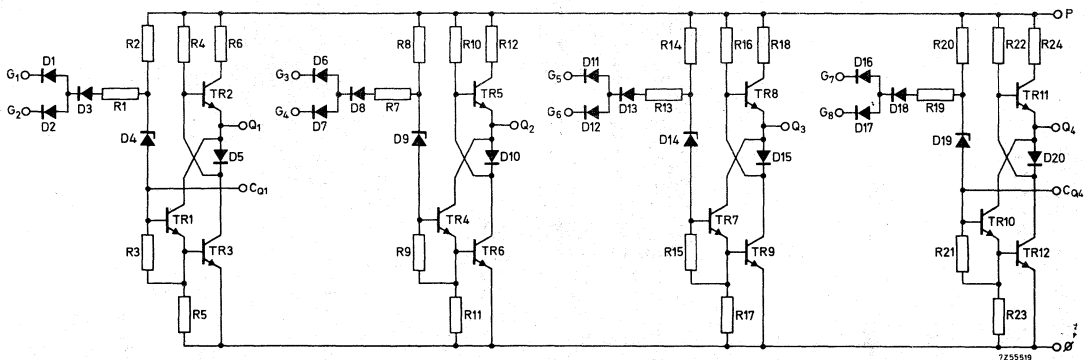 P
R2 R4 R6 R8 R10 R12 R14 R16 R18 R20 R22 R24
D1 D6 D11 D16
G1 G3 G5 G7
TR2 TR5 TR8 TR11
G2 D3 R1 G4 D8 R7 G6 D13 R13 G8 D18 R19
D2 D7 D12 D17
Q1 Q2 Q3 Q4
D4 D9 D14 D19
D5 D10 D15 D20
CQ1 CQ4
TR1 TR4 TR7 TR10
R3 TR3 R9 TR6 R15 TR9 R21 TR12
R5 R11 R17 R23
Ø
7Z55519